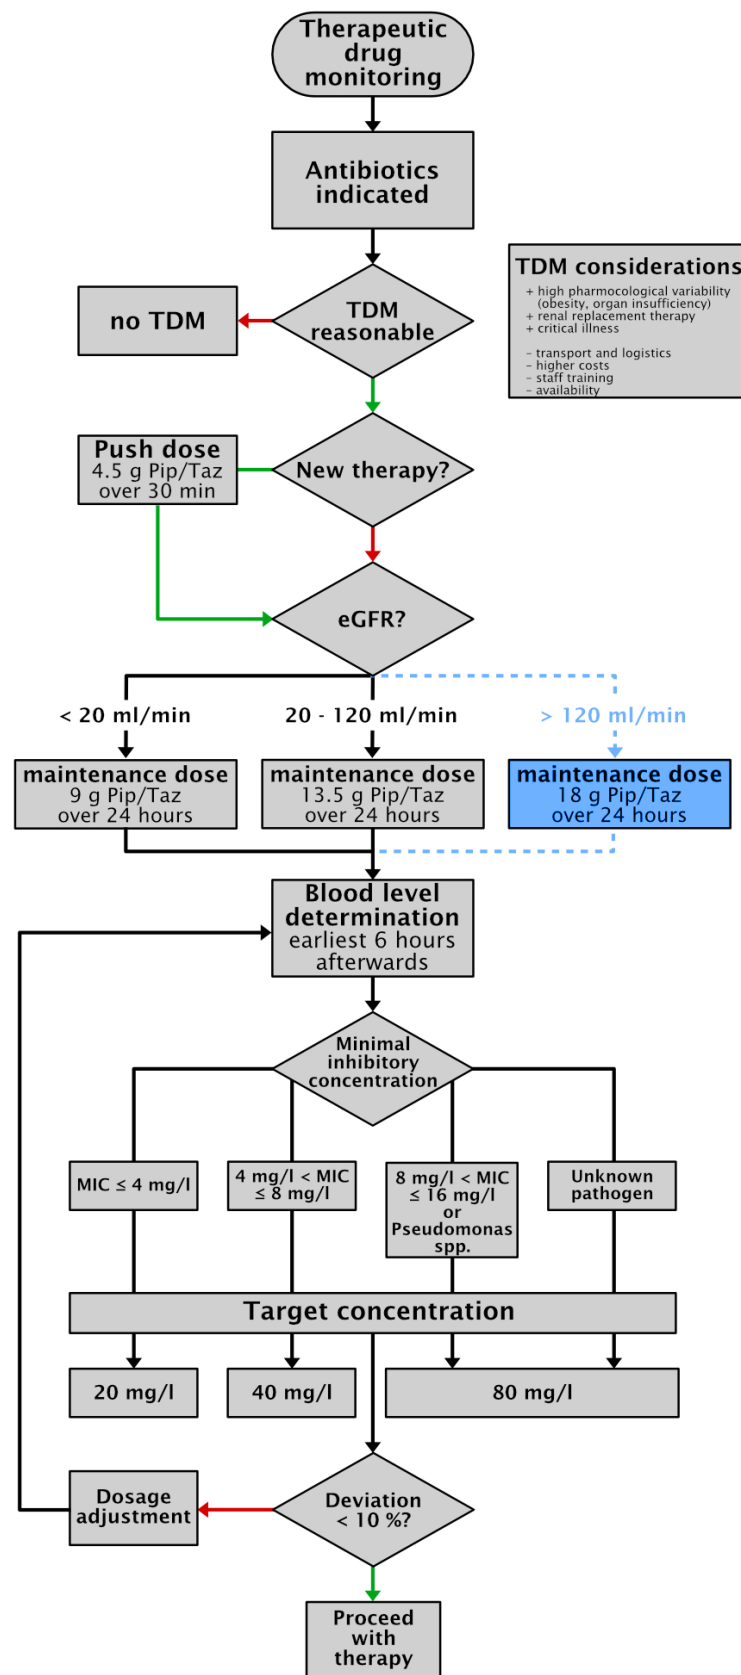 Therapeutic
drug
monitoring
Antibiotics
indicated
TDM
reasonable
no TDM
TDM considerations
+ high pharmocological variability
(obesity, organ insufficiency)
+ renal replacement therapy
+ critical illness
– transport and logistics
– higher costs
– staff training
– availability
New therapy?
Push dose
4.5 g Pip/Taz
over 30 min
eGFR?
< 20 ml/min
20 - 120 ml/min
> 120 ml/min
maintenance dose
9 g Pip/Taz
over 24 hours
maintenance dose
13.5 g Pip/Taz
over 24 hours
maintenance dose
18 g Pip/Taz
over 24 hours
Blood level
determination
earliest 6 hours
afterwards
Minimal
inhibitory
concentration
MIC ≤ 4 mg/l
4 mg/l < MIC
≤ 8 mg/l
8 mg/l < MIC
≤ 16 mg/l
or
Pseudomonas
spp.
Unknown
pathogen
Target concentration
20 mg/l
40 mg/l
80 mg/l
Dosage
adjustment
Deviation
< 10 %?
Proceed
with
therapy